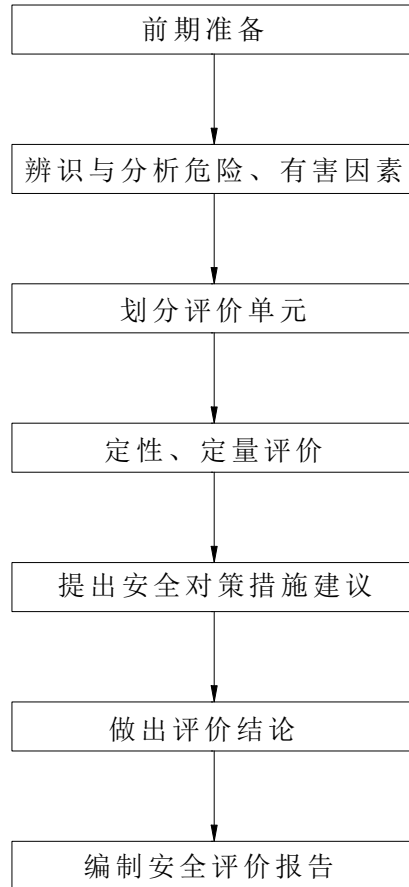 前期准备
辨识与分析危险、有害因素
划分评价单元
定性、定量评价
提出安全对策措施建议
做出评价结论
编制安全评价报告